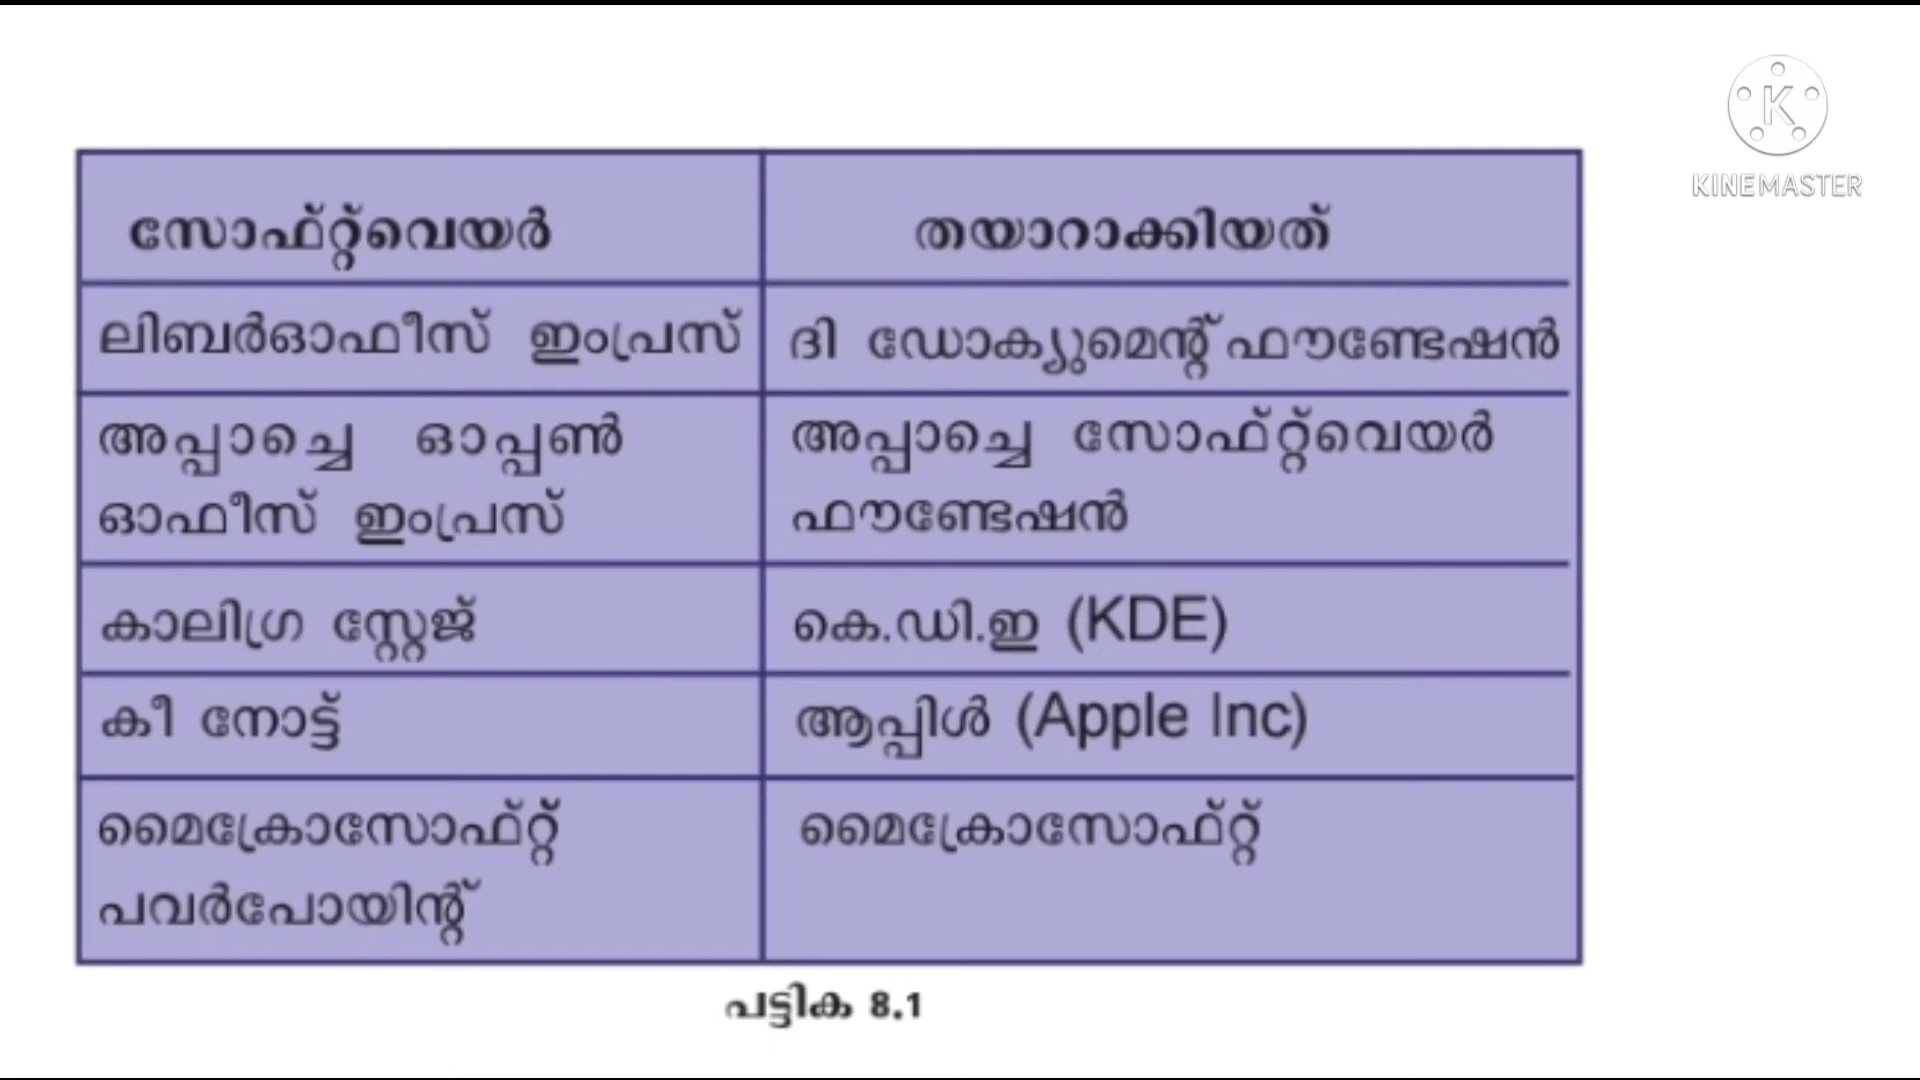 KINEMASTER
സോഫ്റ്റ്‌വെയർ തയാറാക്കിയത്
ലിബർഓഫീസ് ഇംപ്രസ് ദി ഡോക്യുമെന്റ് ഫൗണ്ടേഷൻ
അപ്പാച്ചെ ഓപ്പൺ അപ്പാച്ചെ സോഫ്റ്റ്‌വെയർ
ഓഫീസ് ഇംപ്രസ് ഫൗണ്ടേഷൻ
കാലിഗ്ര സ്റ്റേജ് കെ.ഡി.ഇ (KDE)
കീ നോട്ട് ആപ്പിൾ (Apple Inc)
മൈക്രോസോഫ്റ്റ് മൈക്രോസോഫ്റ്റ്
പവർപോയിന്റ്
പട്ടിക 8.1